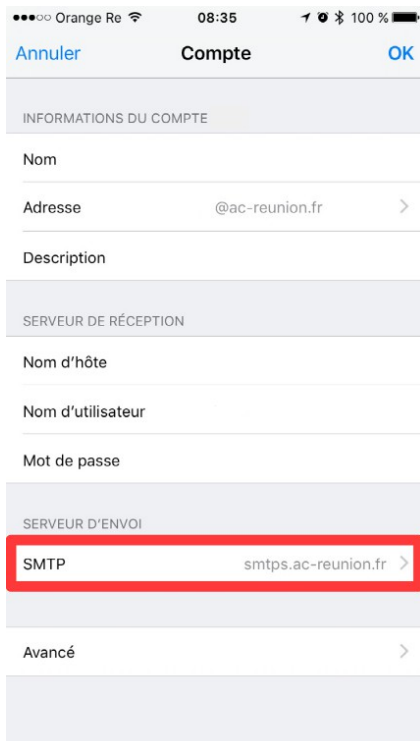 Orange Re 08:35 100 %
Annuler Compte OK
INFORMATIONS DU COMPTE
Nom
Adresse @ac-reunion.fr
Description
SERVEUR DE RÉCEPTION
Nom d'hôte
Nom d'utilisateur
Mot de passe
SERVEUR D'ENVOI
SMTP smtps.ac-reunion.fr
Avancé